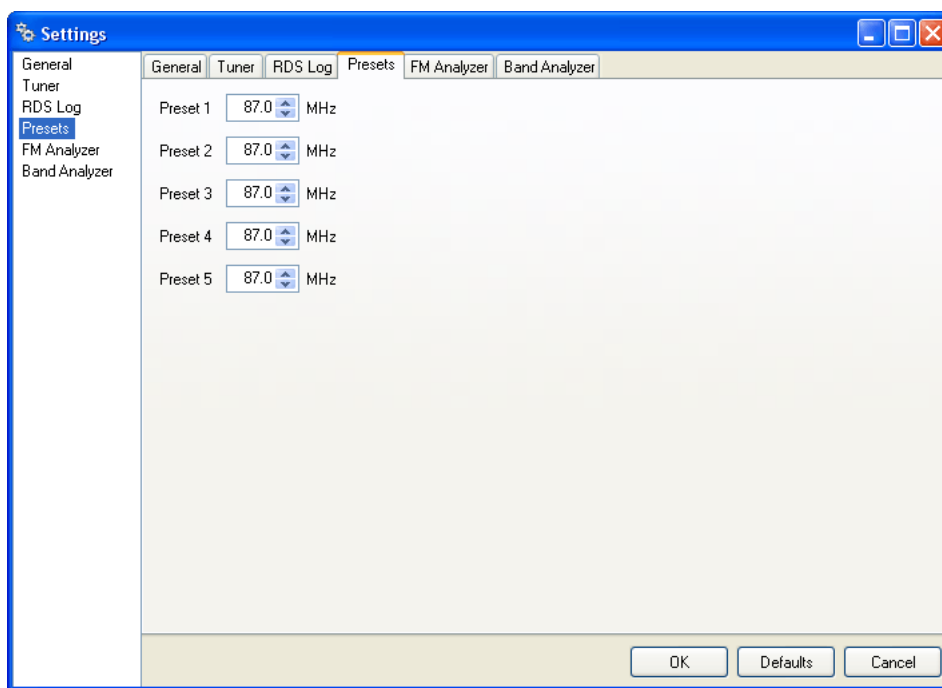 Settings
General
Tuner
RDS Log
Presets
FM Analyzer
Band Analyzer
General Tuner RDS Log Presets FM Analyzer Band Analyzer
Preset 1 87.0 MHz
Preset 2 87.0 MHz
Preset 3 87.0 MHz
Preset 4 87.0 MHz
Preset 5 87.0 MHz
OK Defaults Cancel